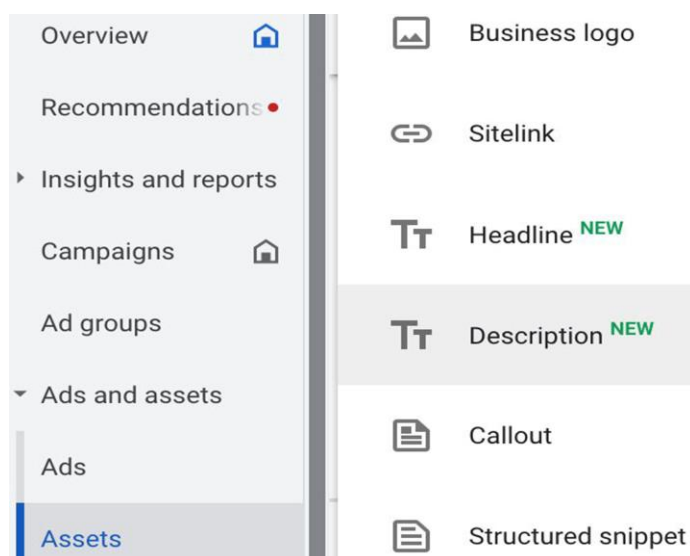 Overview
Recommendations
Insights and reports
Campaigns
Ad groups
Ads and assets
Ads
Assets
Business logo
Sitelink
Headline NEW
Description NEW
Callout
Structured snippet